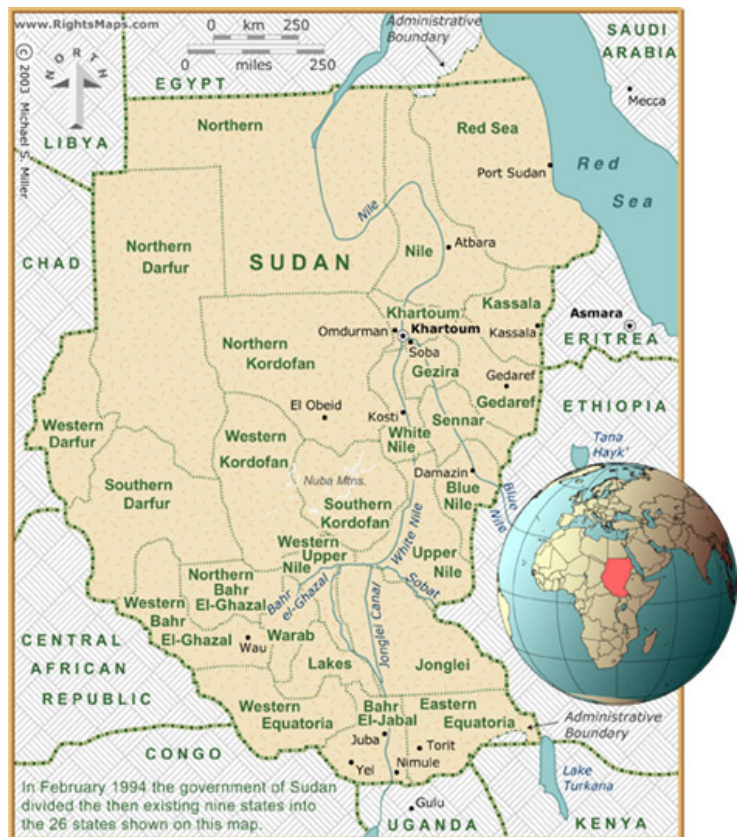 www.RightsMaps.com
0 km 250
0 miles 250
Administrative
Boundary
SAUDI
ARABIA
© 2003 Michael S. Miller
NORTH
EGYPT
Mecca
LIBYA
Northern
Red Sea
Red
Sea
Port Sudan
Nile
CHAD
Northern
Darfur
SUDAN
Nile
Atbara
Khartoum
Kassala
Asmara
Omdurman
Khartoum
Kassala
Soba
ERITREA
Northern
Kordofan
Gezira
Gedaref
Gedaref
ETHIOPIA
El Obeid
Kosti
Sennar
Western
Darfur
Western
Kordofan
White
Nile
Tana
Hayk'
Southern
Darfur
Nuba Mtns.
Damazin
Blue
Nile
Blue
Nile
Southern
Kordofan
White Nile
Western
Upper
Nile
Upper
Nile
Northern
Bahr
El-Ghazal
Bahr
el-Ghazal
Sobat
Western
Bahr
El-Ghazal
Jonglei Canal
Warab
Wau
CENTRAL
AFRICAN
REPUBLIC
Lakes
Jonglei
Western
Equatoria
Bahr
El-Jabal
Eastern
Equatoria
Administrative
Boundary
CONGO
Juba
Torit
Yei
Nimule
Lake
Turkana
In February 1994 the government of Sudan
divided the then existing nine states into
the 26 states shown on this map.
Gulu
UGANDA
KENYA